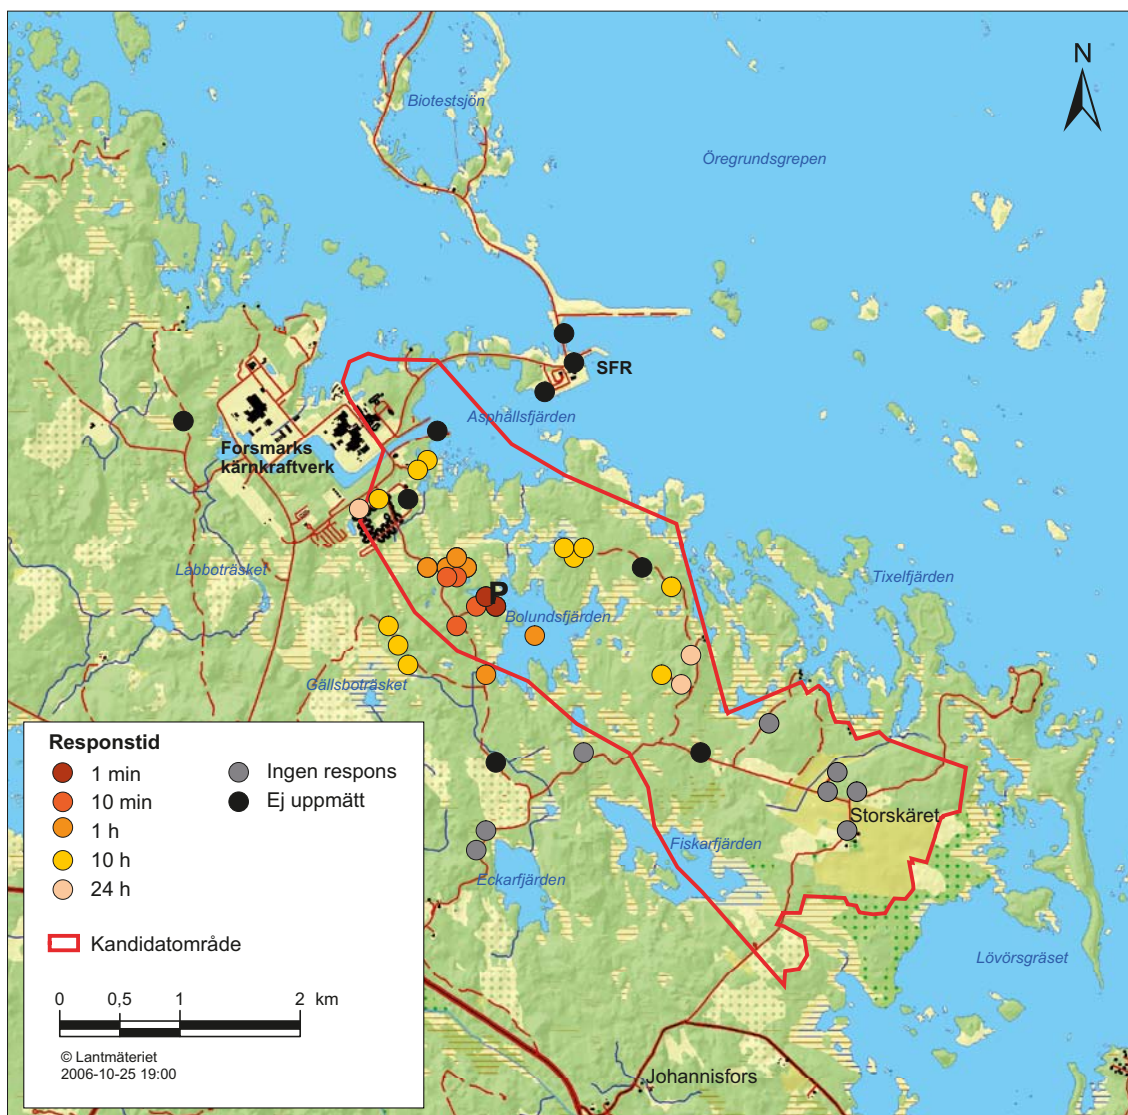 N
Biotestsjön
Öregrundsgrepen
SFR
Asphällsfjärden
Forsmarks
kärnkraftverk
Labboträsket
Tixelfjärden
P
Bolundsfjärden
Gällsboträsket
Storskäret
Fiskarfjärden
Eckarfjärden
Lövörsgräset
Johannisfors
Responstid
1 min
10 min
1 h
10 h
24 h
Ingen respons
Ej uppmätt
Kandidatområde
0 0,5 1 2 km
© Lantmäteriet
2006-10-25 19:00